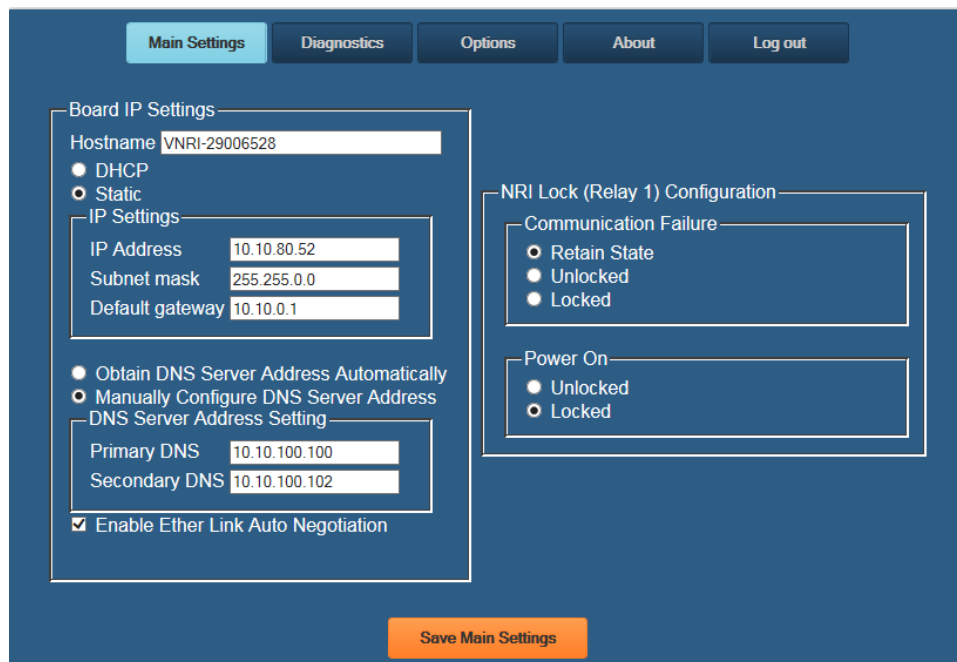 Main Settings Diagnostics Options About Log out
Board IP Settings
Hostname VNRI-29006528
DHCP
Static
IP Settings
IP Address 10.10.80.52
Subnet mask 255.255.0.0
Default gateway 10.10.0.1
Obtain DNS Server Address Automatically
Manually Configure DNS Server Address
DNS Server Address Setting
Primary DNS 10.10.100.100
Secondary DNS 10.10.100.102
Enable Ether Link Auto Negotiation
NRI Lock (Relay 1) Configuration
Communication Failure
Retain State
Unlocked
Locked
Power On
Unlocked
Locked
Save Main Settings